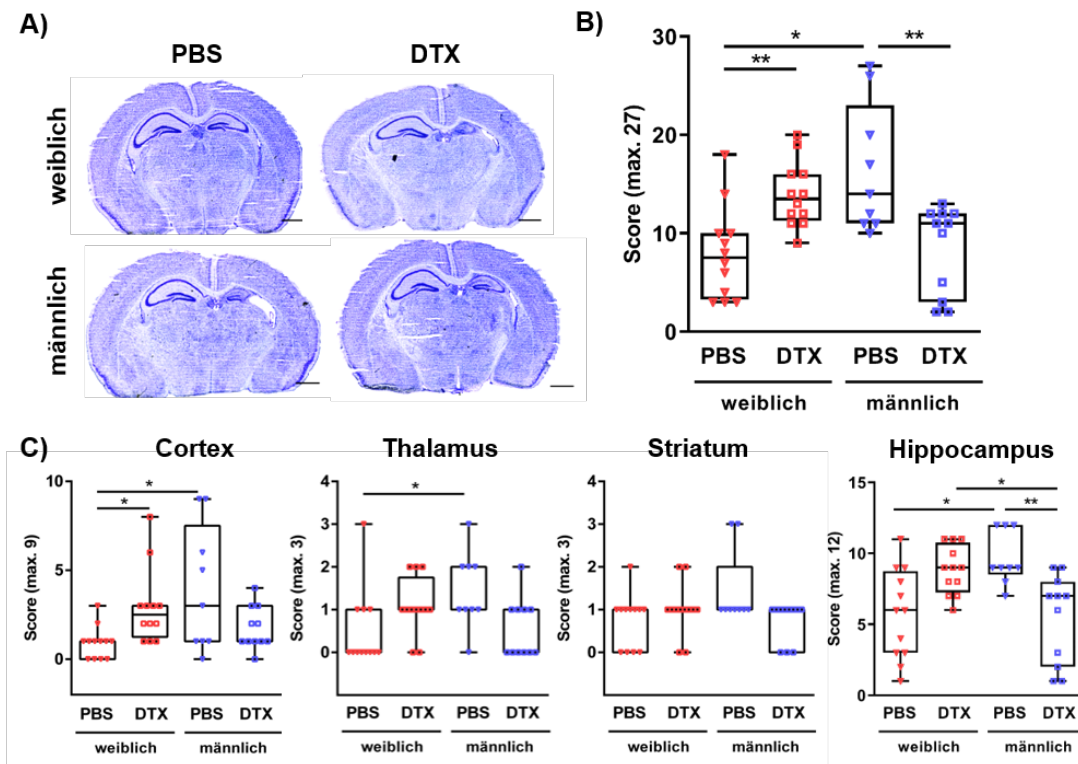 A)
PBS DTX
weiblich
männlich
B)
Score (max. 27)
30
20
10
0
* **
**
PBS DTX PBS DTX
weiblich männlich
C)
Cortex
Score (max. 9)
10
5
0
*
*
PBS DTX PBS DTX
weiblich männlich
Thalamus
Score (max. 3)
4
3
2
1
0
*
PBS DTX PBS DTX
weiblich männlich
Striatum
Score (max. 3)
4
3
2
1
0
PBS DTX PBS DTX
weiblich männlich
Hippocampus
Score (max. 12)
15
10
5
0
*
* **
PBS DTX PBS DTX
weiblich männlich